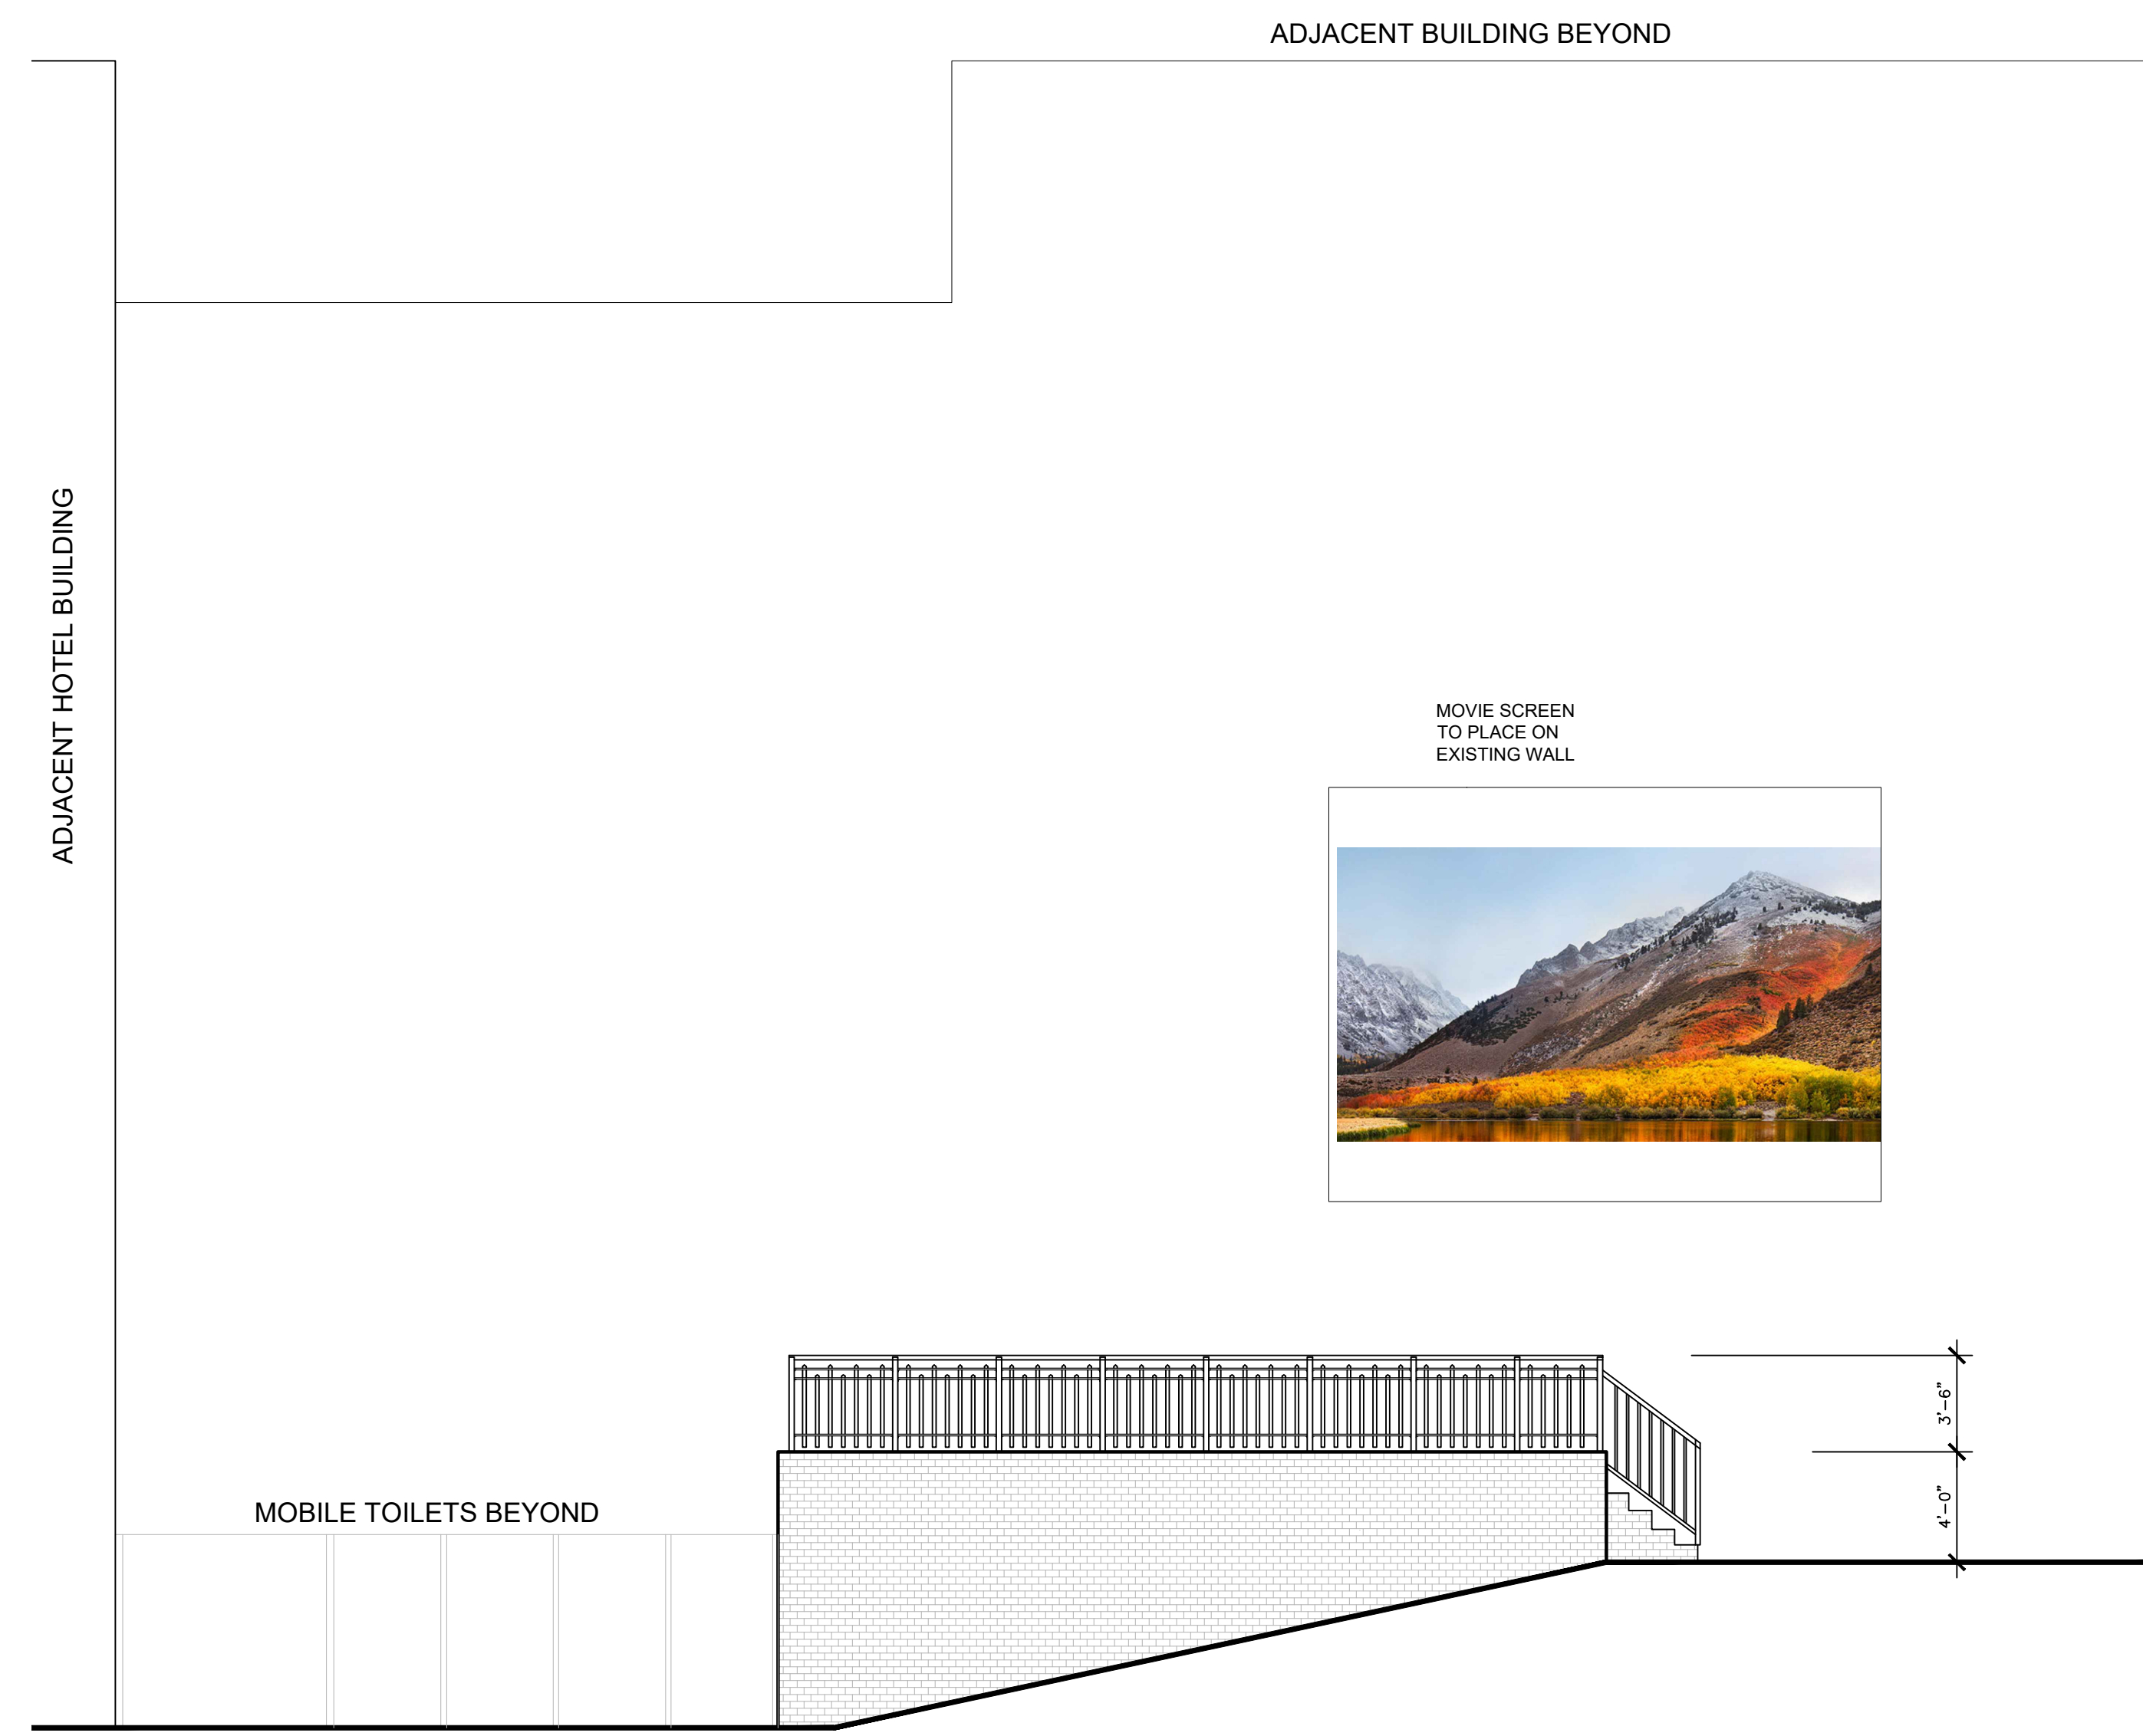 ADJACENT BUILDING BEYOND
ADJACENT HOTEL BUILDING
MOVIE SCREEN
TO PLACE ON
EXISTING WALL
3'-6"
4'-0"
MOBILE TOILETS BEYOND